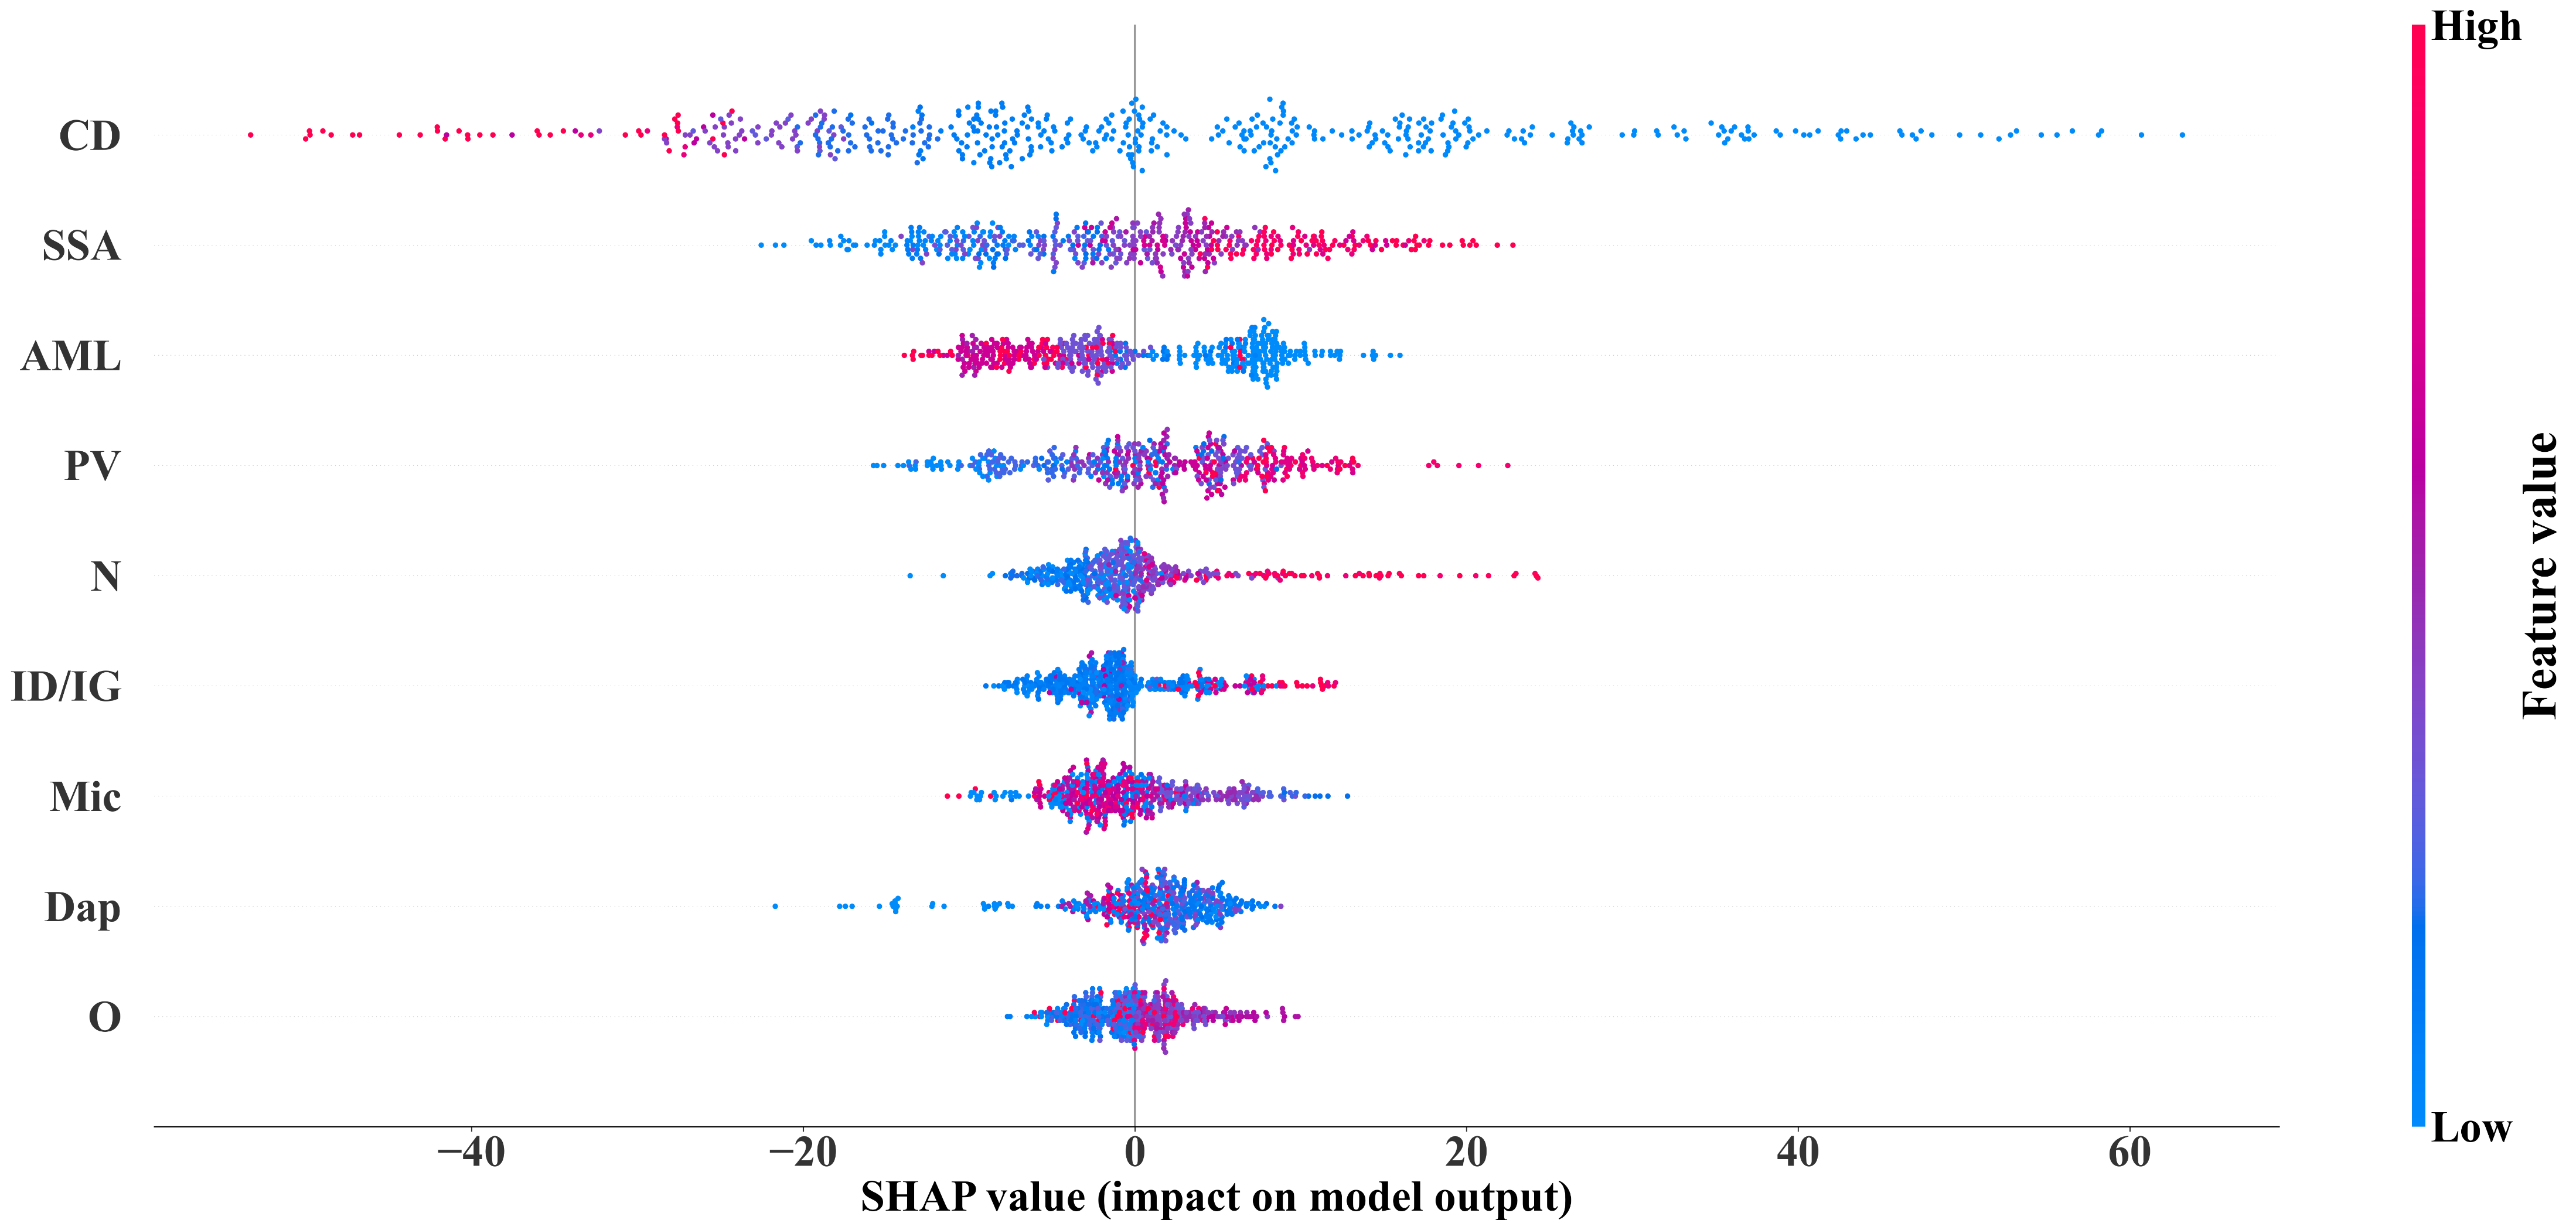 High
CD
SSA
AML
PV
N
ID/IG
Mic
Dap
O
Feature value
Low
−40 −20 0 20 40 60
SHAP value (impact on model output)